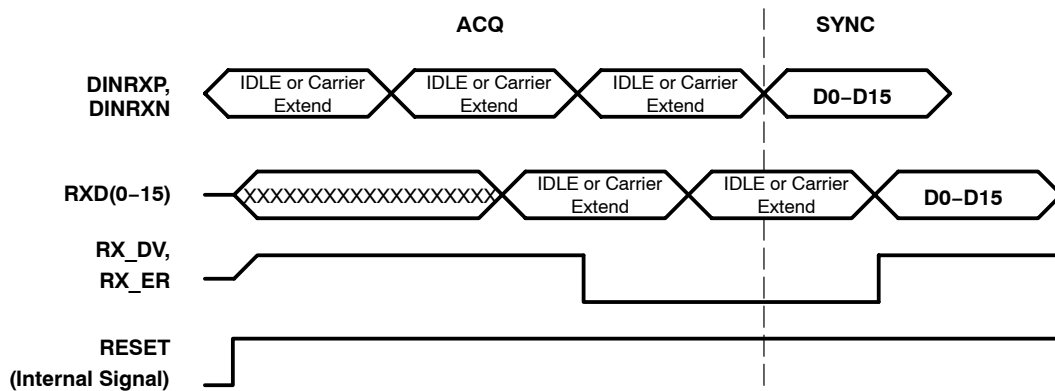 ACQ SYNC
DINRXP,
DINRXN
IDLE or Carrier
Extend
IDLE or Carrier
Extend
IDLE or Carrier
Extend
D0–D15
RXD(0–15)
XXXXXXXXXXXXXXXXXXX
IDLE or Carrier
Extend
IDLE or Carrier
Extend
D0–D15
RX_DV,
RX_ER
RESET
(Internal Signal)